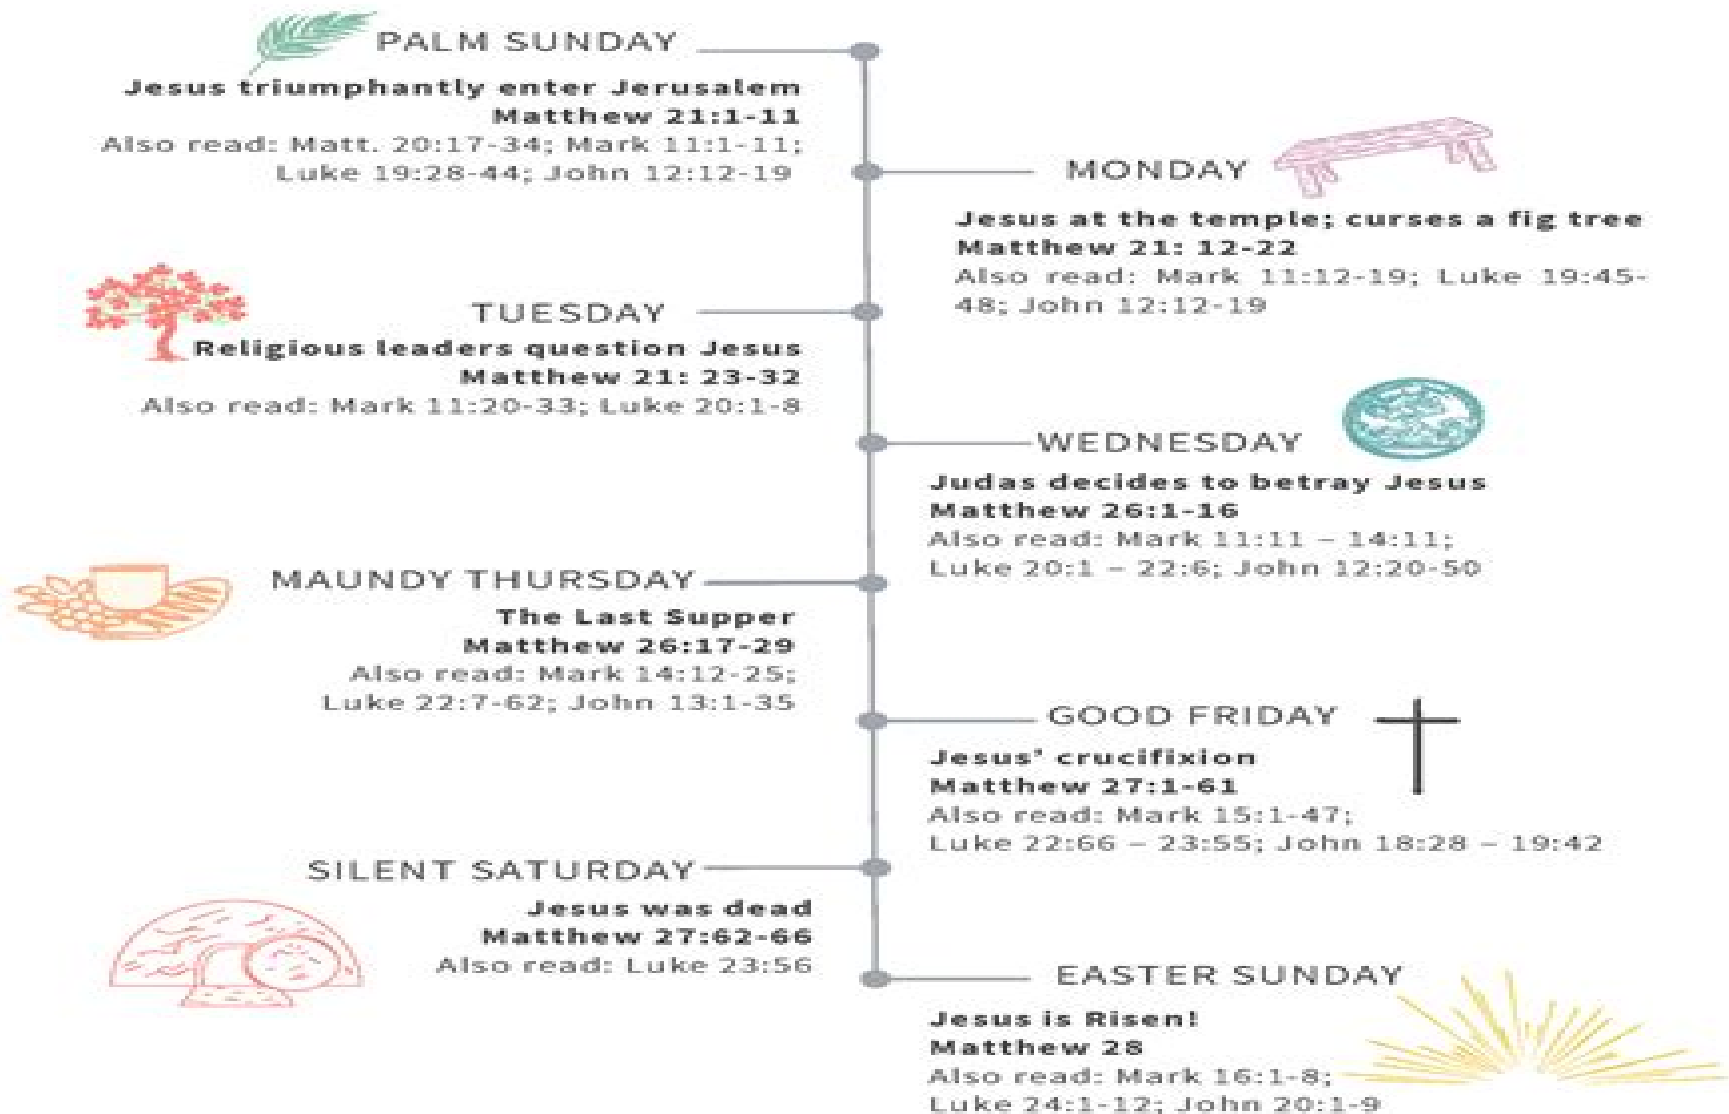 PALM SUNDAY
Jesus triumphantly enter Jerusalem
Matthew 21:1-11
Also read: Matt. 20:17-34; Mark 11:1-11;
Luke 19:28-44; John 12:12-19
MONDAY
Jesus at the temple; curses a fig tree
Matthew 21: 12-22
Also read: Mark 11:12-19; Luke 19:45-
48; John 12:12-19
TUESDAY
Religious leaders question Jesus
Matthew 21: 23-32
Also read: Mark 11:20-33; Luke 20:1-8
WEDNESDAY
Judas decides to betray Jesus
Matthew 26:1-16
Also read: Mark 11:11 – 14:11;
Luke 20:1 – 22:6; John 12:20-50
MAUNDY THURSDAY
The Last Supper
Matthew 26:17-29
Also read: Mark 14:12-25;
Luke 22:7-62; John 13:1-35
GOOD FRIDAY
Jesus' crucifixion
Matthew 27:1-61
Also read: Mark 15:1-47;
Luke 22:66 – 23:55; John 18:28 – 19:42
SILENT SATURDAY
Jesus was dead
Matthew 27:62-66
Also read: Luke 23:56
EASTER SUNDAY
Jesus is Risen!
Matthew 28
Also read: Mark 16:1-8;
Luke 24:1-12; John 20:1-9